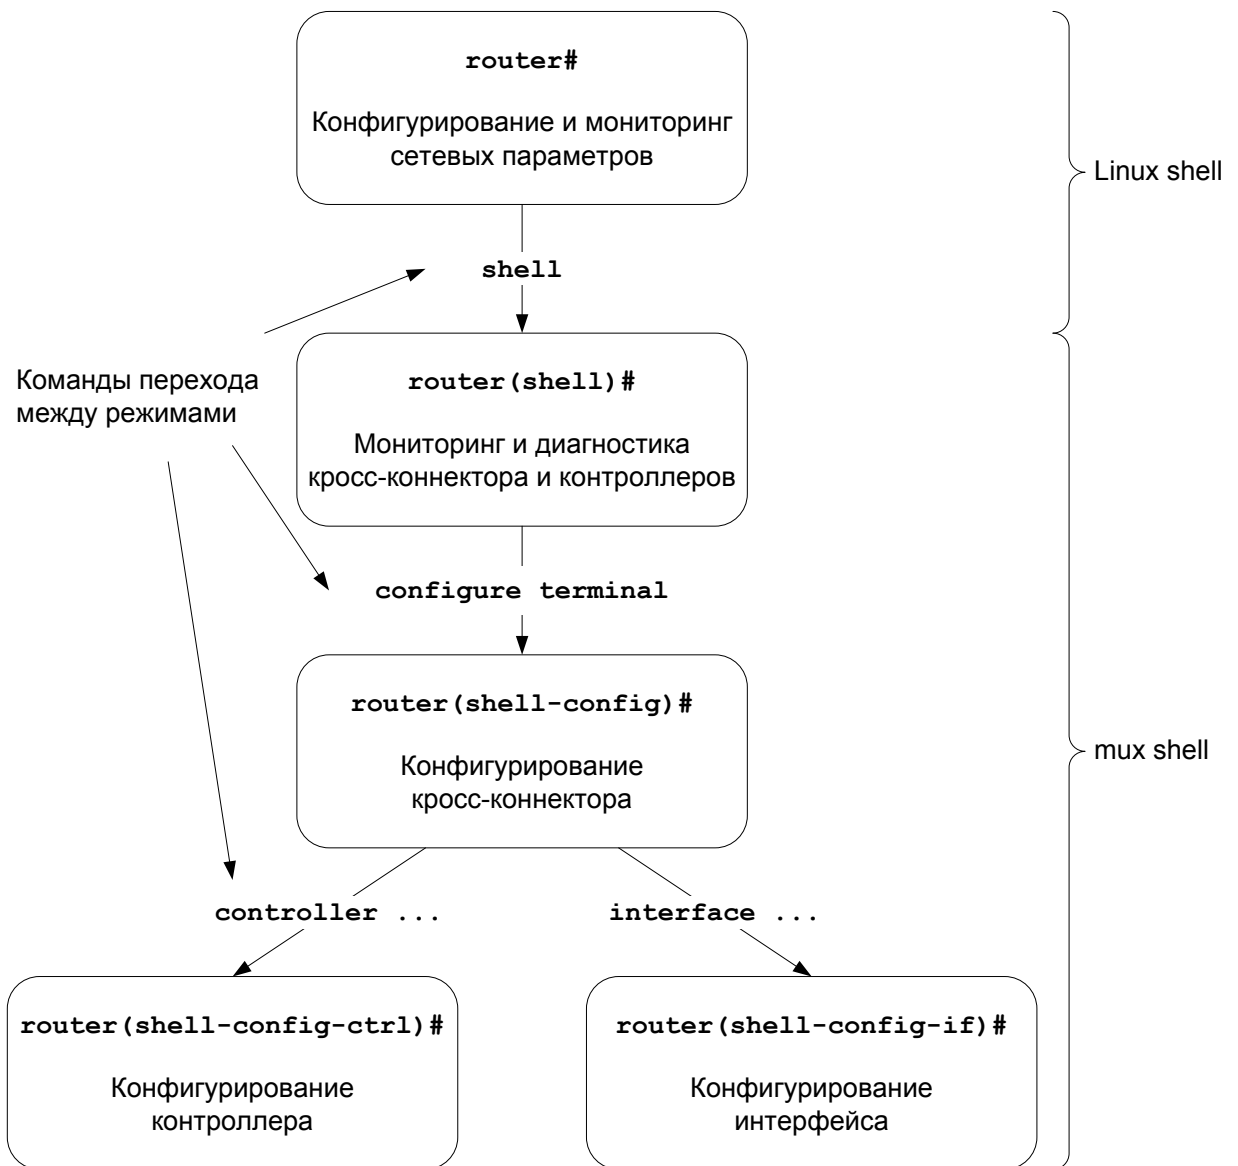 router#
Конфигурирование и мониторинг
сетевых параметров
Linux shell
shell
Команды перехода
между режимами
router(shell)#
Мониторинг и диагностика
кросс-коннектора и контроллеров
configure terminal
router(shell-config)#
Конфигурирование
кросс-коннектора
mux shell
controller ...
interface ...
router(shell-config-ctrl)#
Конфигурирование
контроллера
router(shell-config-if)#
Конфигурирование
интерфейса